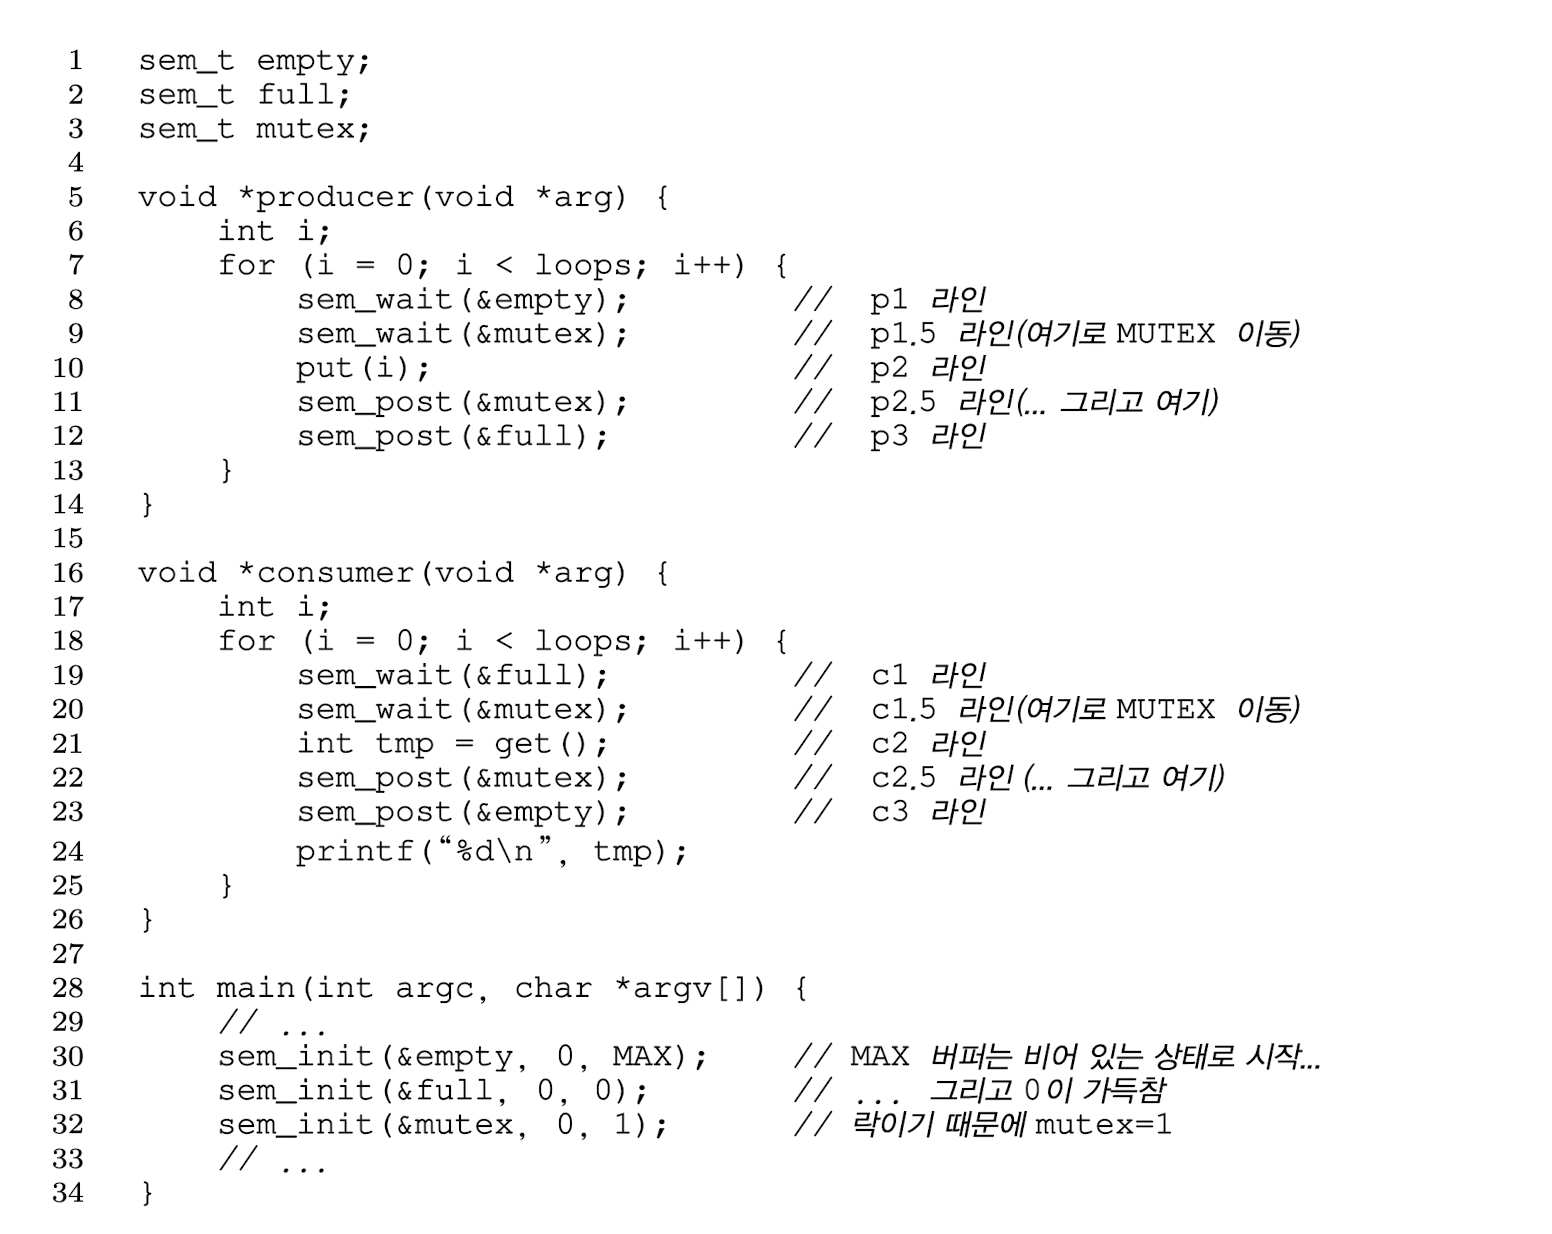 1 sem_t empty;
2 sem_t full;
3 sem_t mutex;
4
5 void *producer(void *arg) {
6 int i;
7 for (i = 0; i < loops; i++) {
8 sem_wait(&empty); // p1 라인
9 sem_wait(&mutex); // p1.5 라인(여기로 MUTEX 이동)
10 put(i); // p2 라인
11 sem_post(&mutex); // p2.5 라인(... 그리고 여기)
12 sem_post(&full); // p3 라인
13 }
14 }
15
16 void *consumer(void *arg) {
17 int i;
18 for (i = 0; i < loops; i++) {
19 sem_wait(&full); // c1 라인
20 sem_wait(&mutex); // c1.5 라인(여기로 MUTEX 이동)
21 int tmp = get(); // c2 라인
22 sem_post(&mutex); // c2.5 라인 (... 그리고 여기)
23 sem_post(&empty); // c3 라인
24 printf(“%d\n”, tmp);
25 }
26 }
27
28 int main(int argc, char *argv[]) {
29 // ...
30 sem_init(&empty, 0, MAX); // MAX 버퍼는 비어 있는 상태로 시작...
31 sem_init(&full, 0, 0); // ... 그리고 0이 가득참
32 sem_init(&mutex, 0, 1); // 락이기 때문에 mutex=1
33 // ...
34 }